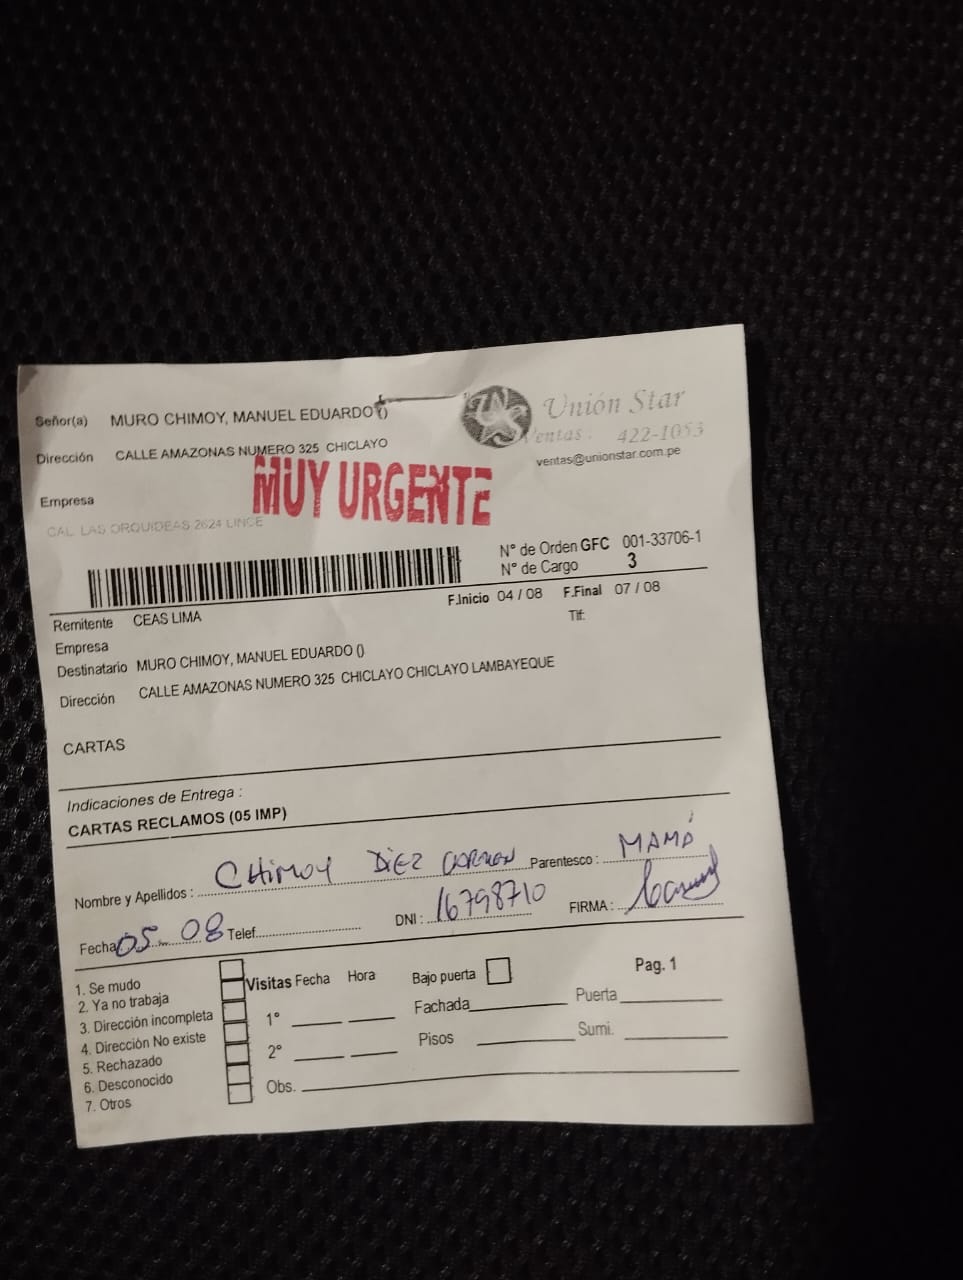 Señor(a) MURO CHIMOY, MANUEL EDUARDO ()
Unión Star
Dirección CALLE AMAZONAS NUMERO 325 CHICLAYO
Ventas : 422-1053
ventas@unionstar.com.pe
Empresa
MUY URGENTE
CAL. LAS ORQUIDEAS 2624 LINCE
N° de Orden GFC 001-33706-1
N° de Cargo 3
F.Inicio 04 / 08 F.Final 07 / 08
Remitente CEAS LIMA
Tlf:
Empresa
Destinatario MURO CHIMOY, MANUEL EDUARDO ()
Dirección CALLE AMAZONAS NUMERO 325 CHICLAYO CHICLAYO LAMBAYEQUE
CARTAS
Indicaciones de Entrega :
CARTAS RECLAMOS (05 IMP)
Nombre y Apellidos : CHIMOY DIEZ CARMEN Parentesco : MAMÁ
Fecha 05 - 08 Telef. DNI : 16798710 FIRMA :
1. Se mudo
2. Ya no trabaja
3. Dirección incompleta
4. Dirección No existe
5. Rechazado
6. Desconocido
7. Otros
Visitas Fecha Hora Bajo puerta Pag. 1
1° Fachada Puerta
2° Pisos Sumi.
Obs.